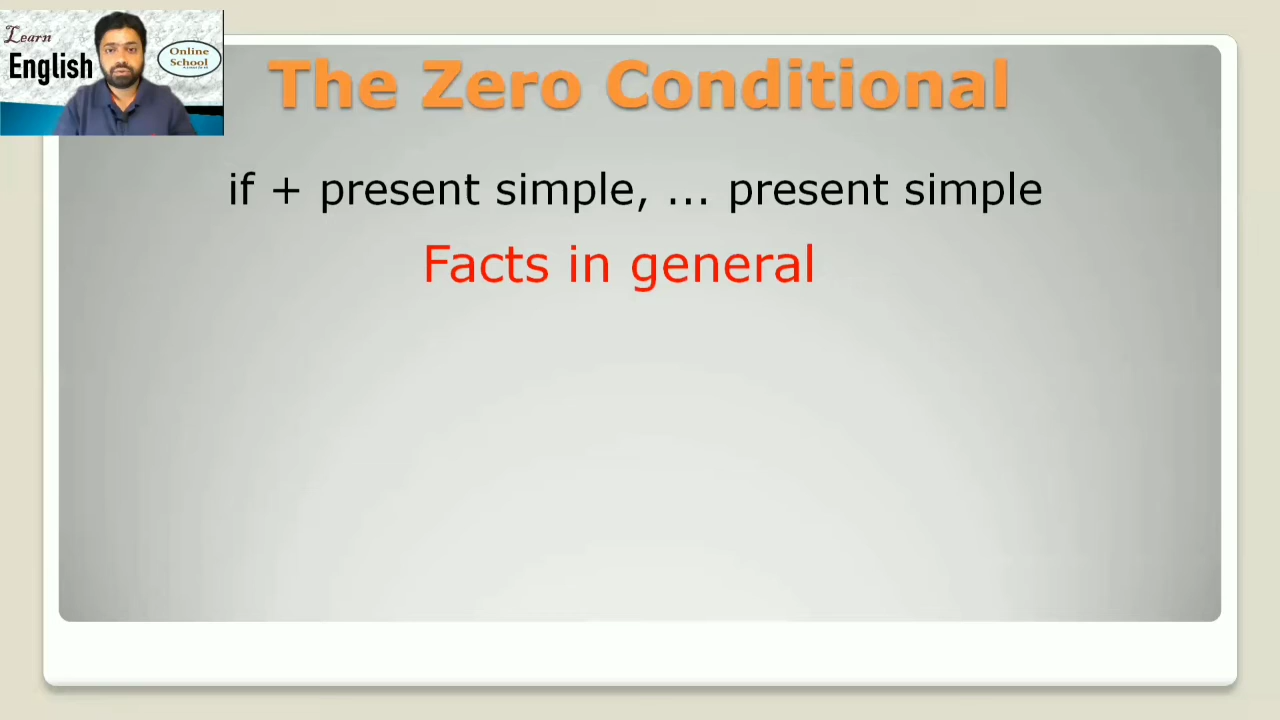 Learn
English
Online
School
The Zero Conditional
if + present simple, ... present simple
Facts in general